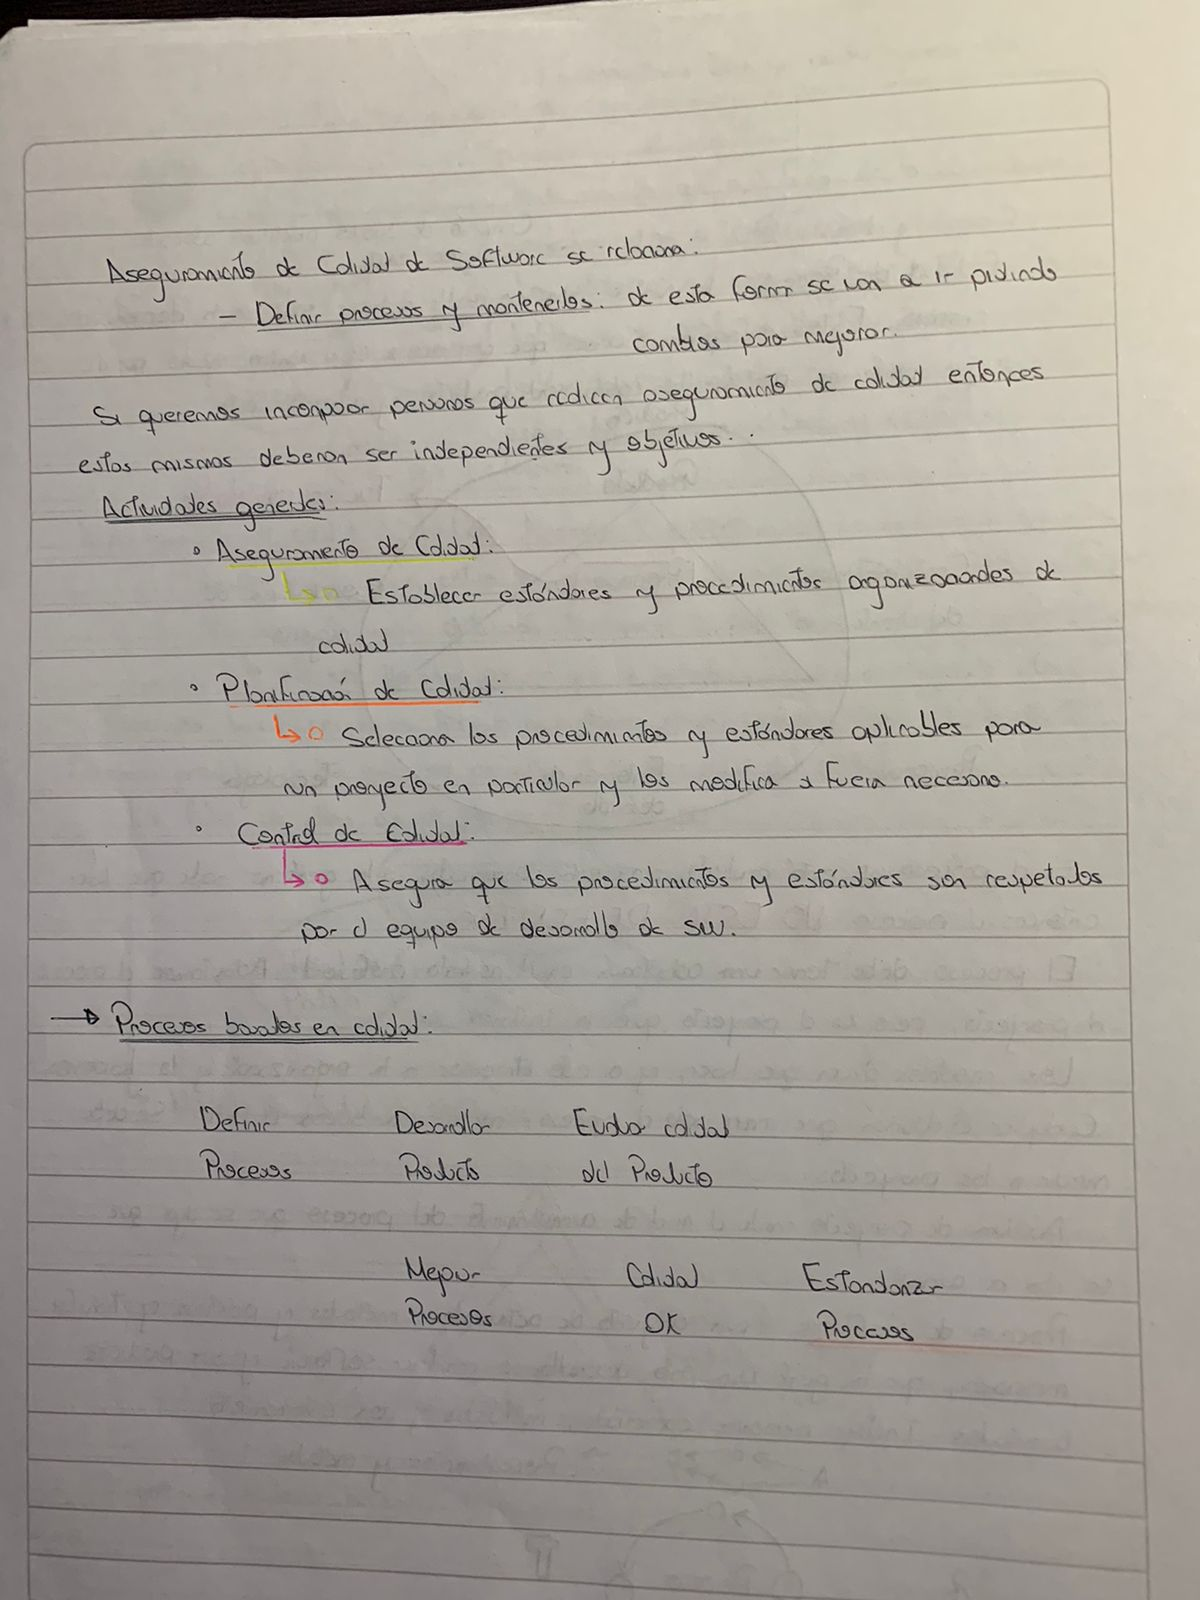 Aseguramiento de Calidad de Software se relaciona:
- Definir procesos y mantenerlos: de esta forma se van a ir pidiendo
cambios para mejorar.
Si queremos incorporar personas que realicen aseguramiento de calidad entonces
estos mismos deberan ser independientes y objetivos.
Actividades generales:
• Aseguramiento de Calidad:
↳ Establecer estándares y procedimientos organizacionales de
calidad
• Planificación de Calidad:
↳ Selecciona los procedimientos y estándares aplicables para
un proyecto en particular y los modifica si fuera necesario.
• Control de Calidad:
↳ Asegura que los procedimientos y estándares son respetados
por el equipo de desarrollo de SW.
→ Procesos basados en calidad:
Definir Desarrollar Evaluar calidad
Procesos Producto del Producto
Mejorar Calidad Estandarizar
Procesos OK Procesos